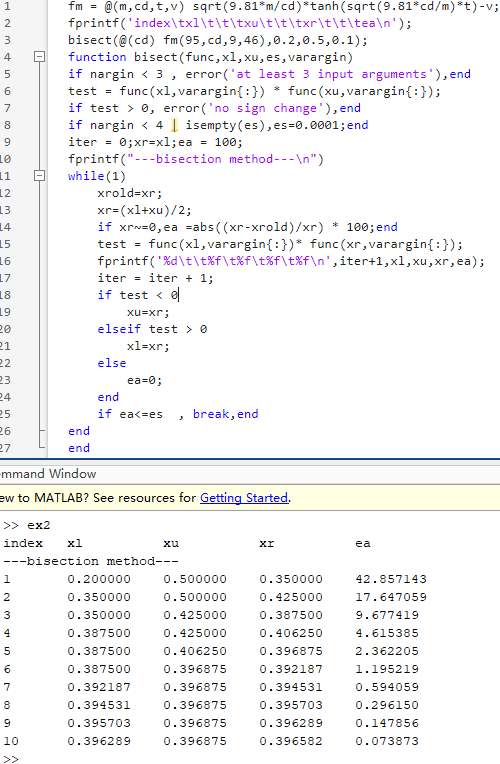 1 fm = @(m,cd,t,v) sqrt(9.81*m/cd)*tanh(sqrt(9.81*cd/m)*t)-v;
2 fprintf('index\txl\t\t\txu\t\t\txr\t\t\tea\n');
3 bisect(@(cd) fm(95,cd,9,46),0.2,0.5,0.1);
4 function bisect(func,xl,xu,es,varargin)
5 if nargin < 3 , error('at least 3 input arguments'),end
6 test = func(xl,varargin{:}) * func(xu,varargin{:});
7 if test > 0, error('no sign change'),end
8 if nargin < 4 | isempty(es),es=0.0001;end
9 iter = 0;xr=xl;ea = 100;
10 fprintf("---bisection method---\n")
11 while(1)
12 xrold=xr;
13 xr=(xl+xu)/2;
14 if xr~=0,ea =abs((xr-xrold)/xr) * 100;end
15 test = func(xl,varargin{:})* func(xr,varargin{:});
16 fprintf('%d\t\t%f\t%f\t%f\t%f\n',iter+1,xl,xu,xr,ea);
17 iter = iter + 1;
18 if test < 0
19 xu=xr;
20 elseif test > 0
21 xl=xr;
22 else
23 ea=0;
24 end
25 if ea<=es , break,end
26 end
27 end
ommand Window
ew to MATLAB? See resources for Getting Started.
>> ex2
index xl xu xr ea
---bisection method---
1 0.200000 0.500000 0.350000 42.857143
2 0.350000 0.500000 0.425000 17.647059
3 0.350000 0.425000 0.387500 9.677419
4 0.387500 0.425000 0.406250 4.615385
5 0.387500 0.406250 0.396875 2.362205
6 0.387500 0.396875 0.392187 1.195219
7 0.392187 0.396875 0.394531 0.594059
8 0.394531 0.396875 0.395703 0.296150
9 0.395703 0.396875 0.396289 0.147856
10 0.396289 0.396875 0.396582 0.073873
>>